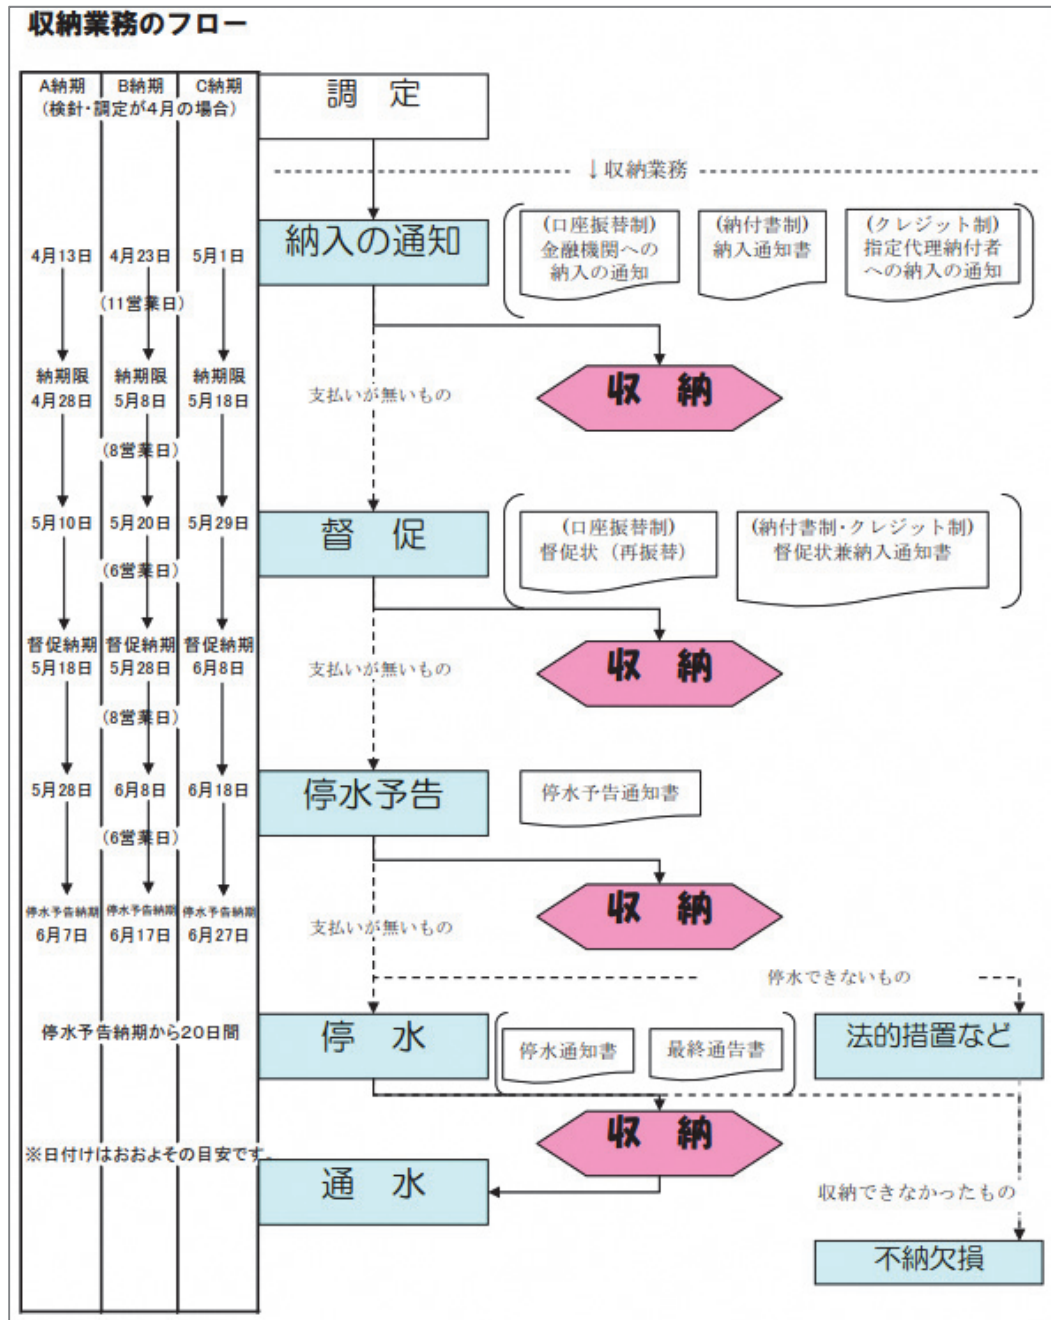 収納業務のフロー
A納期 B納期 C納期
(検針・調定が4月の場合)
調 定
↓収納業務
納入の通知
(口座振替制)
金融機関への
納入の通知
(納付書制)
納入通知書
(クレジット制)
指定代理納付者
への納入の通知
4月13日 4月23日 5月1日
(11営業日)
収 納
納期限 納期限 納期限
4月28日 5月8日 5月18日
支払いが無いもの
(8営業日)
5月10日 5月20日 5月29日
督 促
(口座振替制)
督促状（再振替）
(納付書制・クレジット制)
督促状兼納入通知書
(6営業日)
督促納期 督促納期 督促納期
5月18日 5月28日 6月8日
支払いが無いもの
収 納
(8営業日)
5月28日 6月8日 6月18日
停水予告
停水予告通知書
(6営業日)
停水予告納期 停水予告納期 停水予告納期
6月7日 6月17日 6月27日
支払いが無いもの
収 納
停水できないもの
停水予告納期から20日間
停 水
停水通知書
最終通告書
法的措置など
収 納
※日付けはおおよその目安です。
通 水
収納できなかったもの
不納欠損